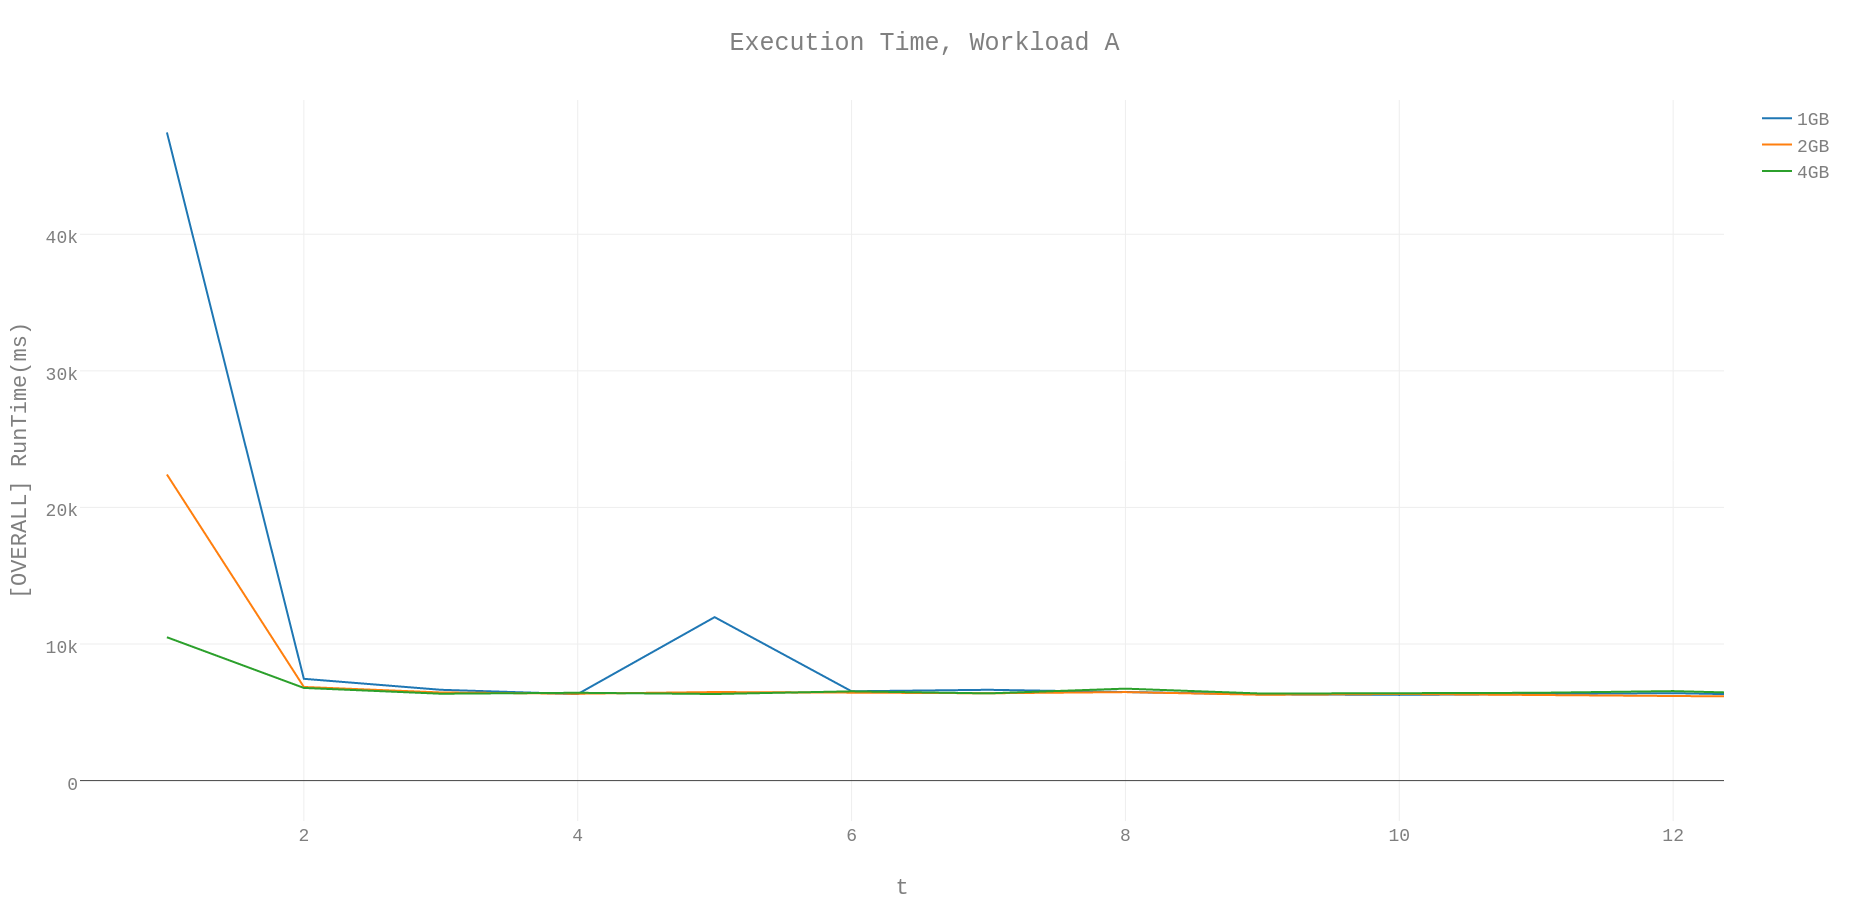 Execution Time, Workload A
1GB
2GB
4GB
[OVERALL] RunTime(ms)
40k
30k
20k
10k
0
2 4 6 8 10 12
t